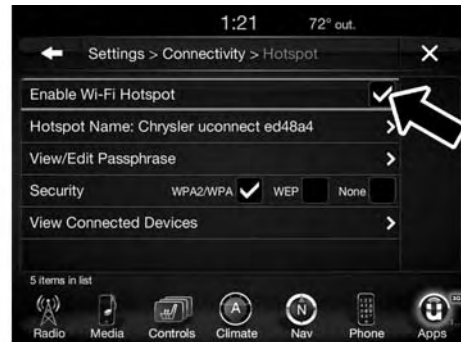 1:21 72° out.
Settings > Connectivity > Hotspot
Enable Wi-Fi Hotspot
Hotspot Name: Chrysler uconnect ed48a4
View/Edit Passphrase
Security WPA2/WPA WEP None
View Connected Devices
5 items in list
A N 3G
Radio Media Controls Climate Nav Phone Apps